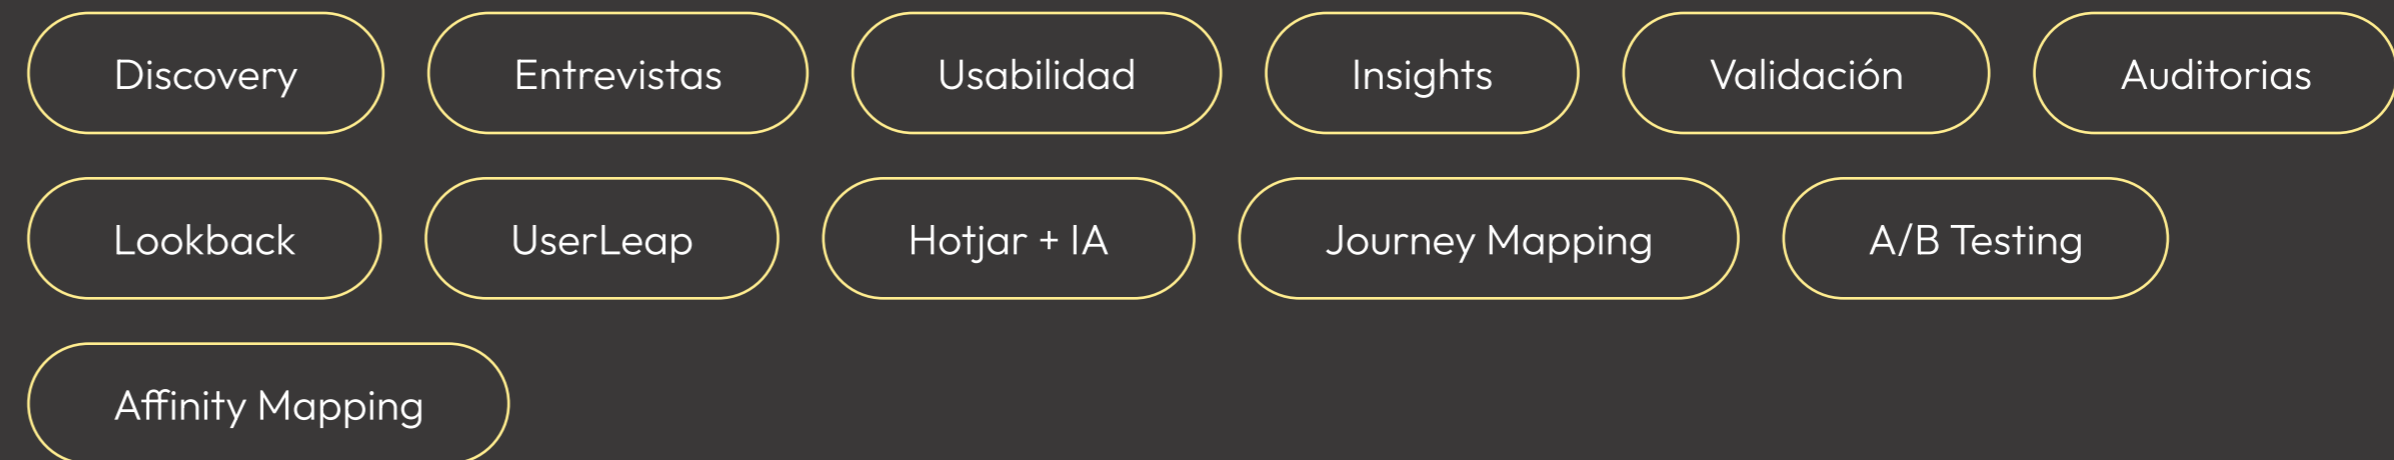 Discovery Entrevistas Usabilidad Insights Validación Auditorias
Lookback UserLeap Hotjar + IA Journey Mapping A/B Testing
Affinity Mapping